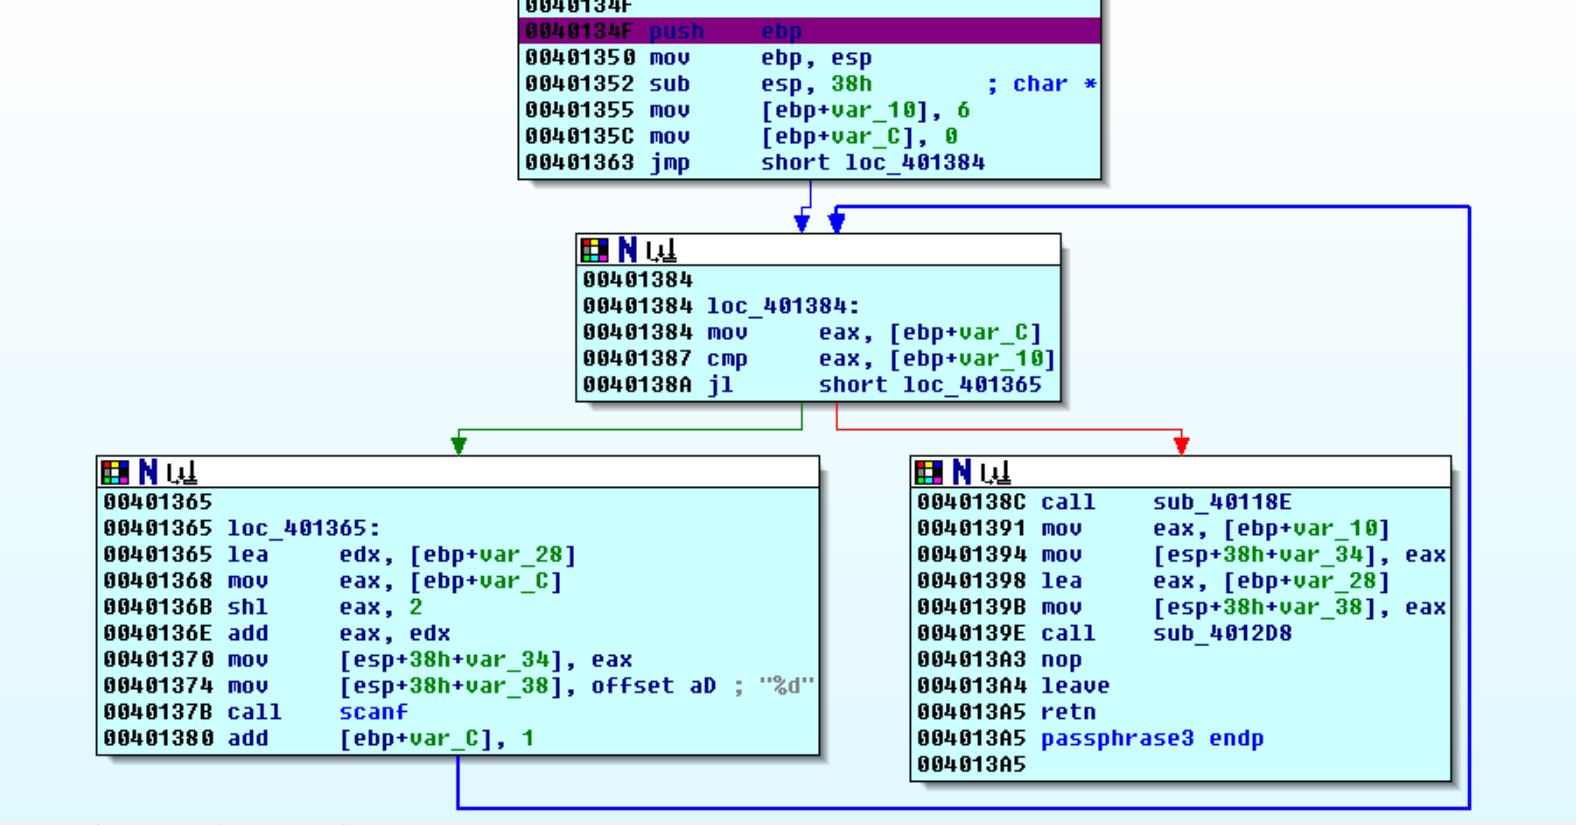 0040134F
0040134F push ebp
00401350 mov ebp, esp
00401352 sub esp, 38h ; char *
00401355 mov [ebp+var_10], 6
0040135C mov [ebp+var_C], 0
00401363 jmp short loc_401384
N
00401384
00401384 loc_401384:
00401384 mov eax, [ebp+var_C]
00401387 cmp eax, [ebp+var_10]
0040138A jl short loc_401365
N
00401365
00401365 loc_401365:
00401365 lea edx, [ebp+var_28]
00401368 mov eax, [ebp+var_C]
0040136B shl eax, 2
0040136E add eax, edx
00401370 mov [esp+38h+var_34], eax
00401374 mov [esp+38h+var_38], offset aD ; "%d"
0040137B call scanf
00401380 add [ebp+var_C], 1
N
0040138C call sub_40118E
00401391 mov eax, [ebp+var_10]
00401394 mov [esp+38h+var_34], eax
00401398 lea eax, [ebp+var_28]
0040139B mov [esp+38h+var_38], eax
0040139E call sub_4012D8
004013A3 nop
004013A4 leave
004013A5 retn
004013A5 passphrase3 endp
004013A5